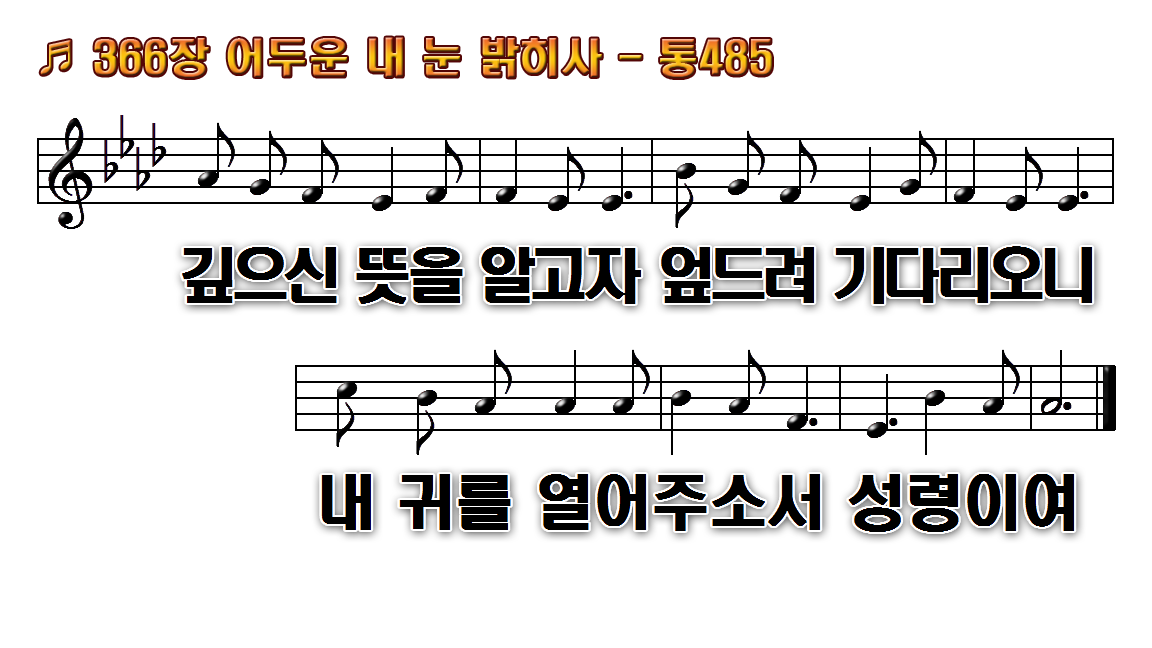 ♬ 366장 어두운 내 눈 밝히사 - 통485
깊으신 뜻을 알고자 엎드려 기다리오니
내 귀를 열어주소서 성령이여